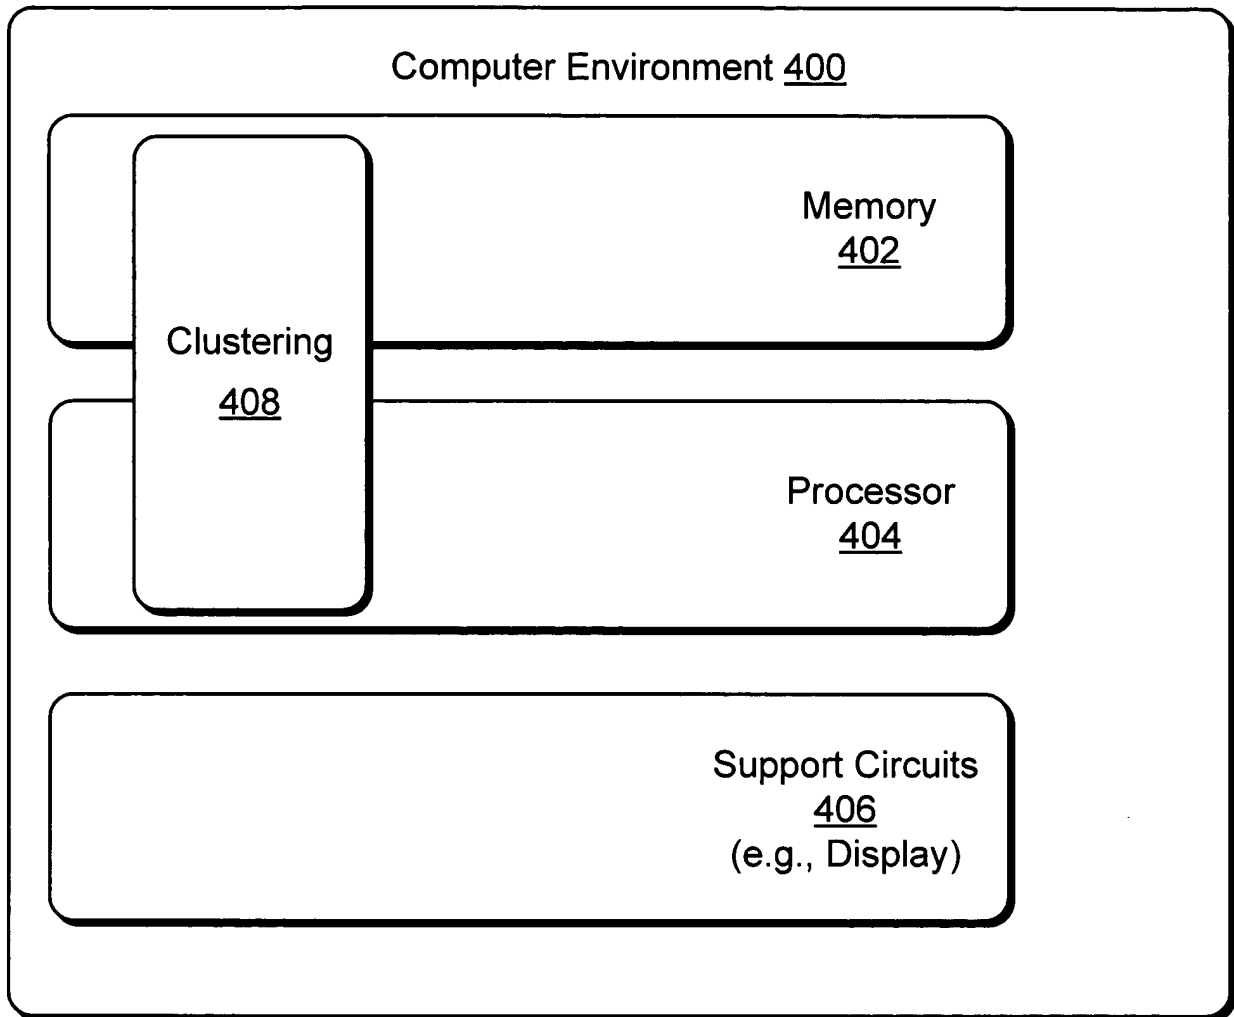 Computer Environment 400
Memory
402
Clustering
408
Processor
404
Support Circuits
406
(e.g., Display)